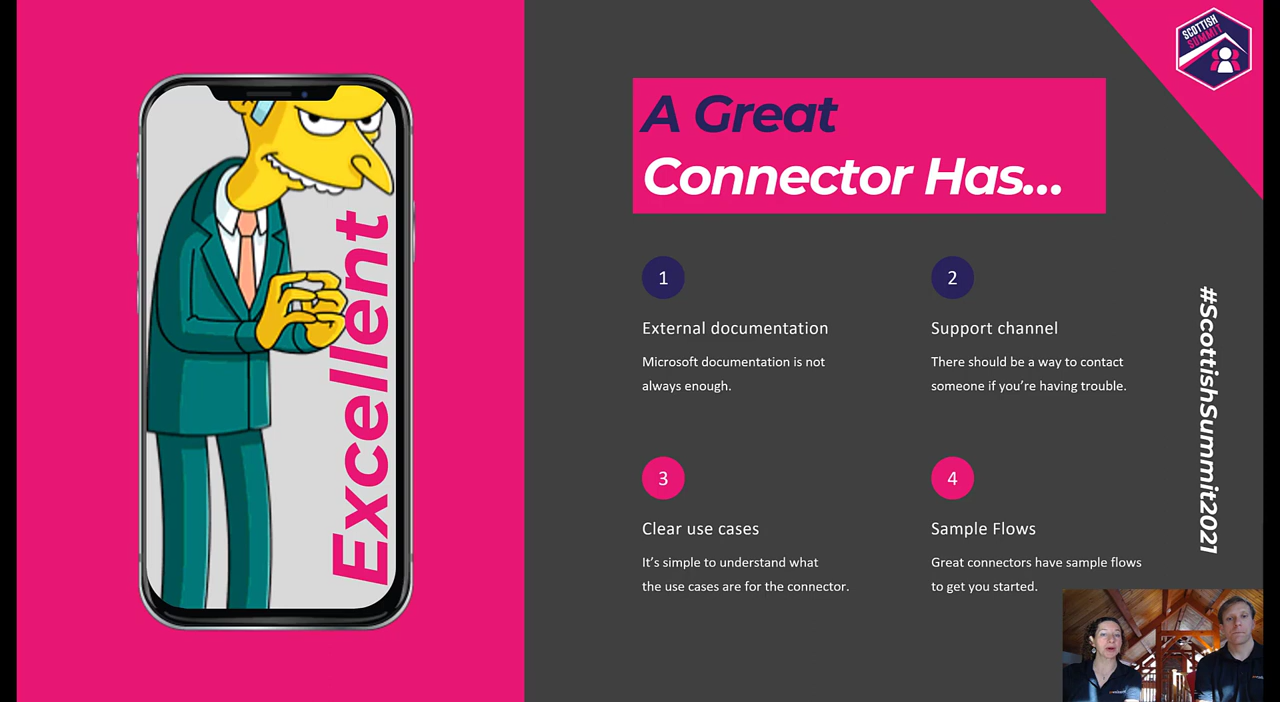 Excellent
A Great
Connector Has...
1
External documentation
Microsoft documentation is not
always enough.
2
Support channel
There should be a way to contact
someone if you're having trouble.
3
Clear use cases
It's simple to understand what
the use cases are for the connector.
4
Sample Flows
Great connectors have sample flows
to get you started.
SCOTTISH
SUMMIT
#ScottishSummit2021